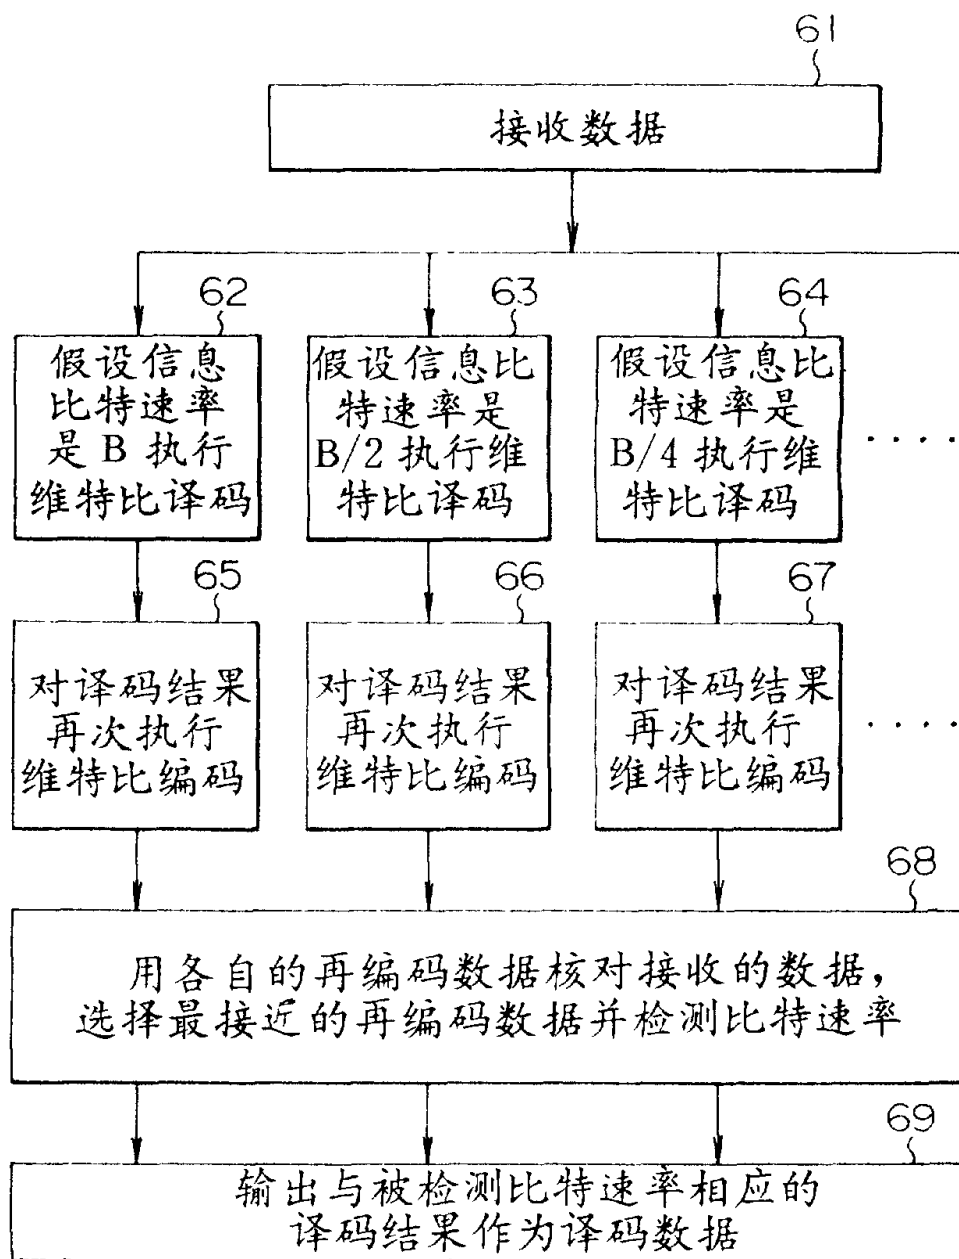 61
接收数据
62
假设信息
比特速率
是 B 执行
维特比译码
63
假设信息比
特速率是
B/2 执行维
特比译码
64
假设信息比
特速率是
B/4 执行维
特比译码
....
65
对译码结果
再次执行
维特比编码
66
对译码结果
再次执行
维特比编码
67
对译码结果
再次执行
维特比编码
....
68
用各自的再编码数据核对接收的数据，
选择最接近的再编码数据并检测比特速率
69
输出与被检测比特速率相应的
译码结果作为译码数据